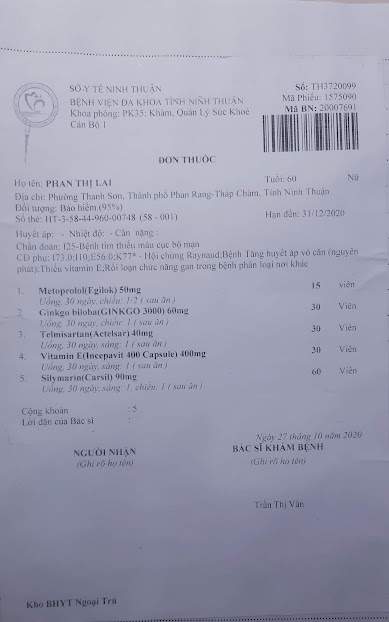 SỞ Y TẾ NINH THUẬN
BỆNH VIỆN ĐA KHOA TỈNH NINH THUẬN
Khoa phòng: PK35: Khám, Quản Lý Sức Khoẻ
Cán Bộ 1
Số: TH3720099
Mã Phiếu: 1575090
Mã BN: 20007691
ĐƠN THUỐC
Họ tên: PHAN THỊ LAI Tuổi: 60 Nữ
Địa chỉ: Phường Thanh Sơn, Thành phố Phan Rang-Tháp Chàm, Tỉnh Ninh Thuận
Đối tượng: Bảo hiểm.(95%)
Số thẻ: HT-3-58-44-960-00748 (58 - 001) Hạn đến: 31/12/2020
Huyết áp: - Nhiệt độ: - Cân nặng :
Chẩn đoán: I25-Bệnh tim thiếu máu cục bộ mạn
CĐ phụ: I73.0;I10;E56.0;K77* - Hội chứng Raynaud;Bệnh Tăng huyết áp vô căn (nguyên
phát);Thiếu vitamin E;Rối loạn chức năng gan trong bệnh phân loại nơi khác
1. Metoprolol(Egilok) 50mg 15 Viên
Uống, 30 ngày, chiều: 1/2 ( sau ăn )
2. Ginkgo biloba(GINKGO 3000) 60mg 30 Viên
Uống, 30 ngày, chiều: 1 ( sau ăn )
3. Telmisartan(Actelsar) 40mg 30 Viên
Uống, 30 ngày, sáng: 1 ( sau ăn )
4. Vitamin E(Incepavit 400 Capsule) 400mg 30 Viên
Uống, 30 ngày, sáng: 1 ( sau ăn )
5. Silymarin(Carsil) 90mg 60 Viên
Uống, 30 ngày, sáng: 1, chiều: 1 ( sau ăn )
Cộng khoản : 5
Lời dặn của Bác sĩ :
Ngày 27 tháng 10 năm 2020
NGƯỜI NHẬN BÁC SĨ KHÁM BỆNH
(Ghi rõ họ tên) (Ghi rõ họ tên)
Trần Thị Vân
Kho BHYT Ngoại Trú